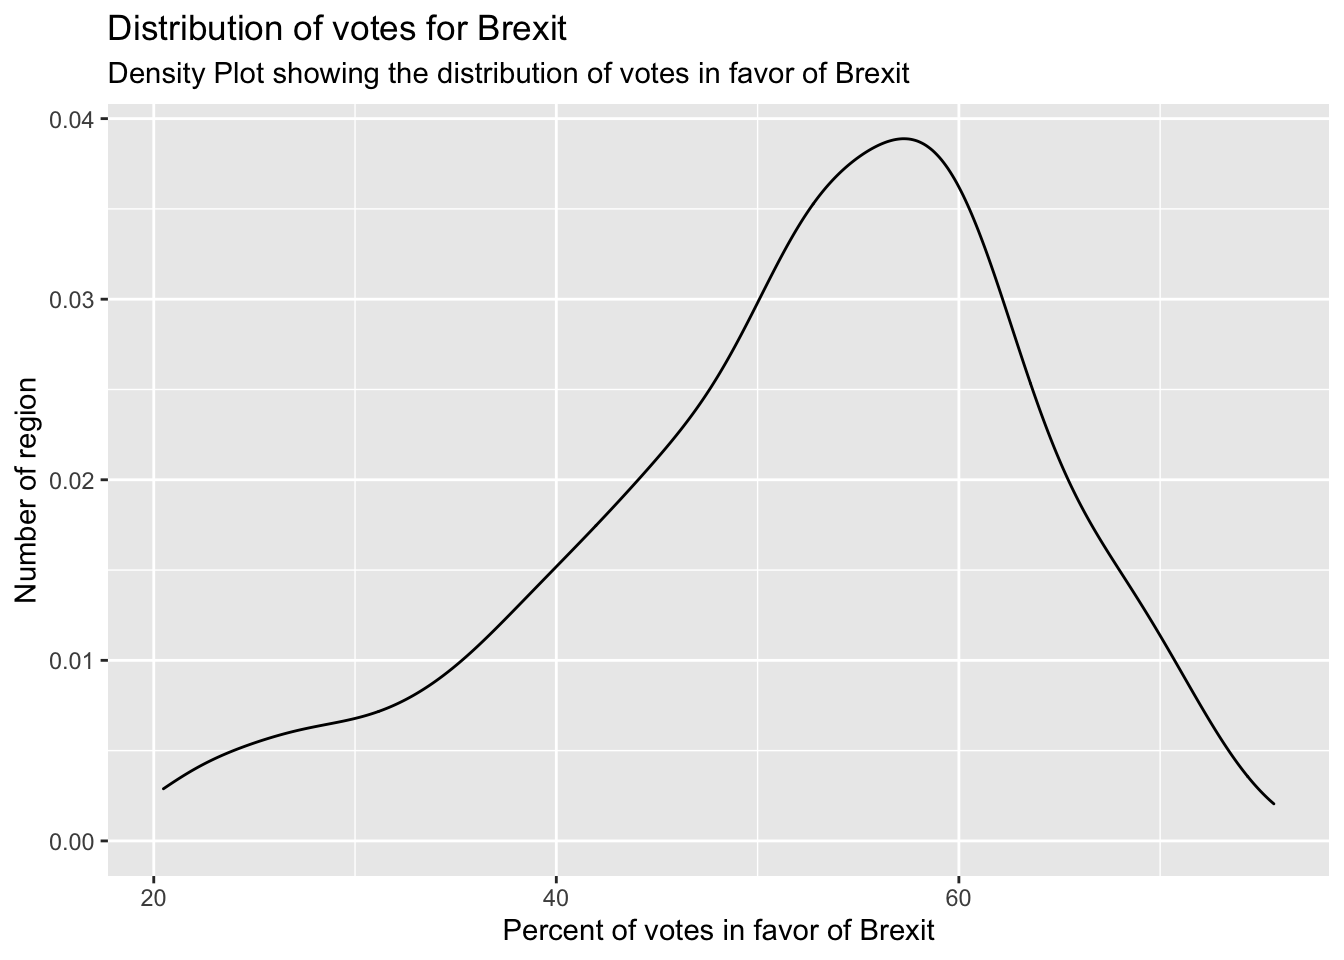 Distribution of votes for Brexit
Density Plot showing the distribution of votes in favor of Brexit
Number of region
0.04
0.03
0.02
0.01
0.00
20
40
60
Percent of votes in favor of Brexit